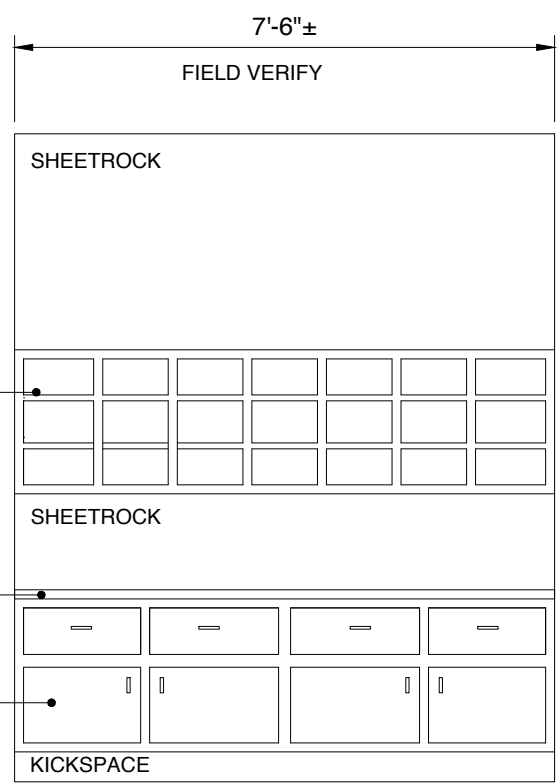 7'-6"±
FIELD VERIFY
SHEETROCK
SHEETROCK
KICKSPACE